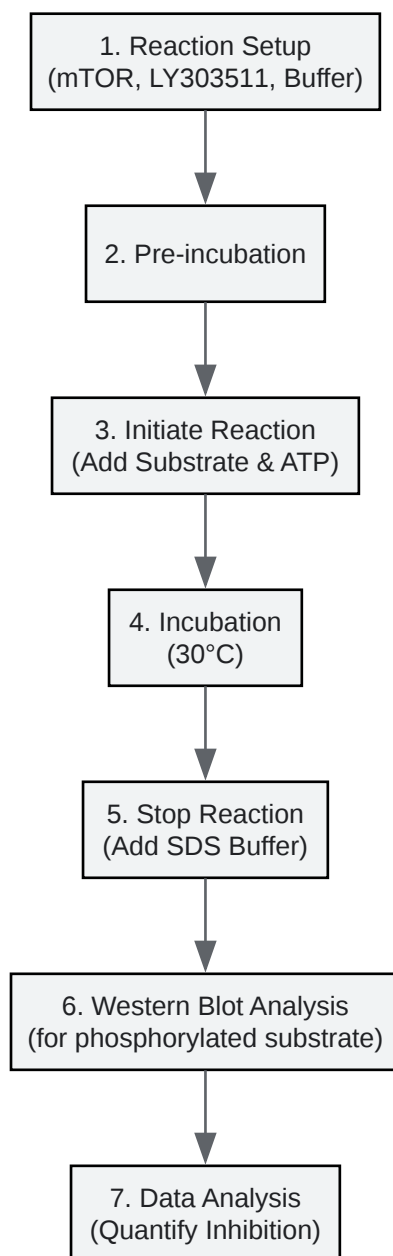 1. Reaction Setup
(mTOR, LY303511, Buffer)
2. Pre-incubation
3. Initiate Reaction
(Add Substrate & ATP)
4. Incubation
(30°C)
5. Stop Reaction
(Add SDS Buffer)
6. Western Blot Analysis
(for phosphorylated substrate)
7. Data Analysis
(Quantify Inhibition)